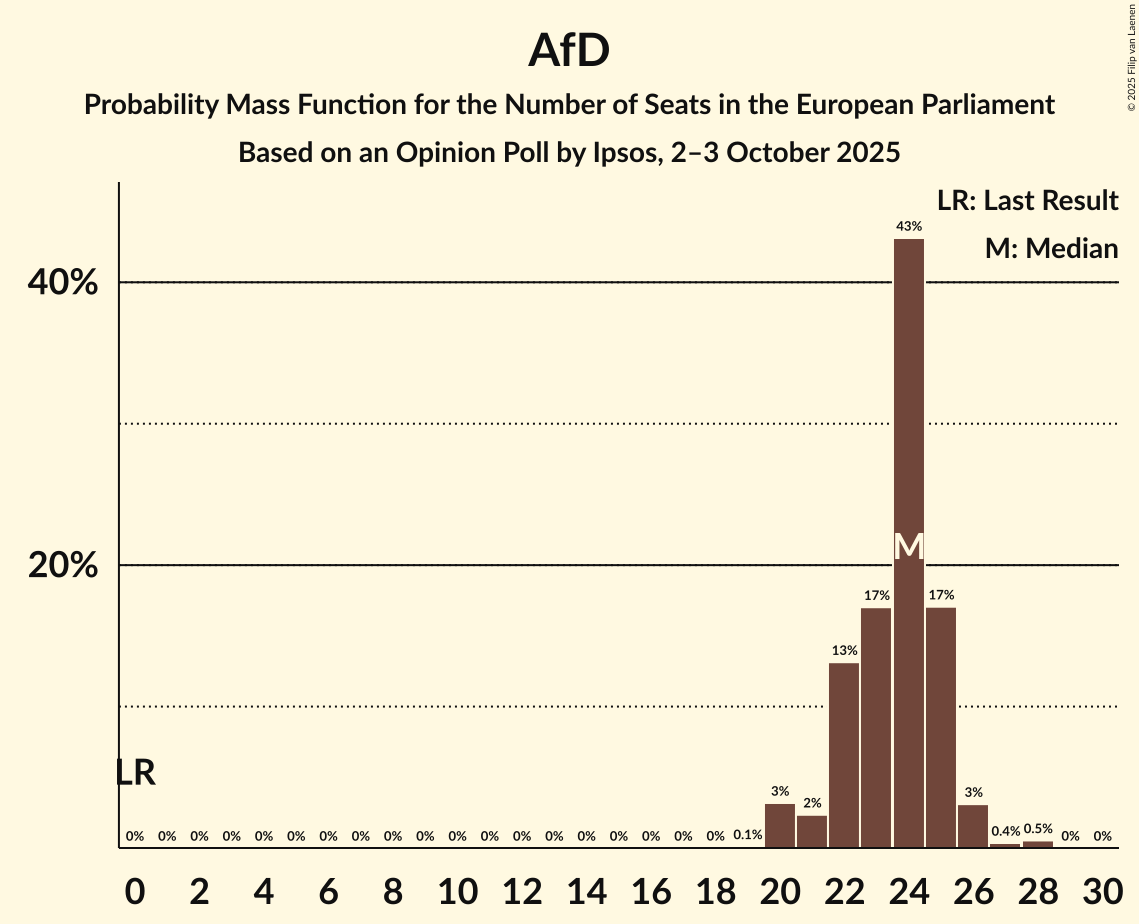 AfD
Probability Mass Function for the Number of Seats in the European Parliament
Based on an Opinion Poll by Ipsos, 2–3 October 2025
© 2025 Filip van Laenen
LR: Last Result
M: Median
43%
40%
M
20%
17% 17%
13%
LR
3% 2% 3%
0% 0% 0% 0% 0% 0% 0% 0% 0% 0% 0% 0% 0% 0% 0% 0% 0% 0% 0% 0.1% 0.4% 0.5% 0% 0%
0 2 4 6 8 10 12 14 16 18 20 22 24 26 28 30